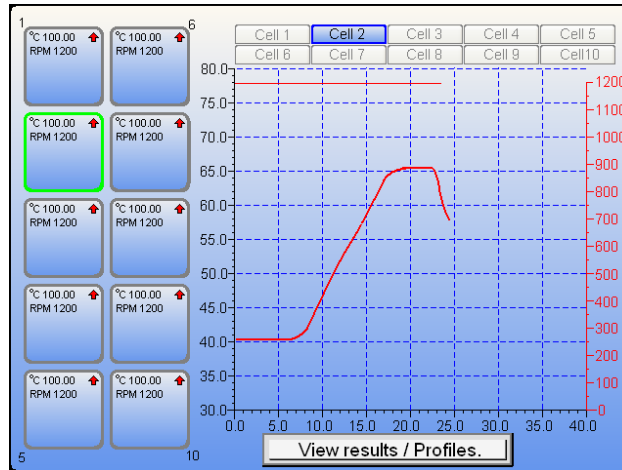 1
6
°C 100.00
RPM 1200
°C 100.00
RPM 1200
°C 100.00
RPM 1200
°C 100.00
RPM 1200
°C 100.00
RPM 1200
°C 100.00
RPM 1200
°C 100.00
RPM 1200
°C 100.00
RPM 1200
°C 100.00
RPM 1200
°C 100.00
RPM 1200
5
10
Cell 1 Cell 2 Cell 3 Cell 4 Cell 5
Cell 6 Cell 7 Cell 8 Cell 9 Cell10
80.0
75.0
70.0
65.0
60.0
55.0
50.0
45.0
40.0
35.0
30.0
1200
1100
1000
900
800
700
600
500
400
300
200
100
0
0.0 5.0 10.0 15.0 20.0 25.0 30.0 35.0 40.0
View results / Profiles.